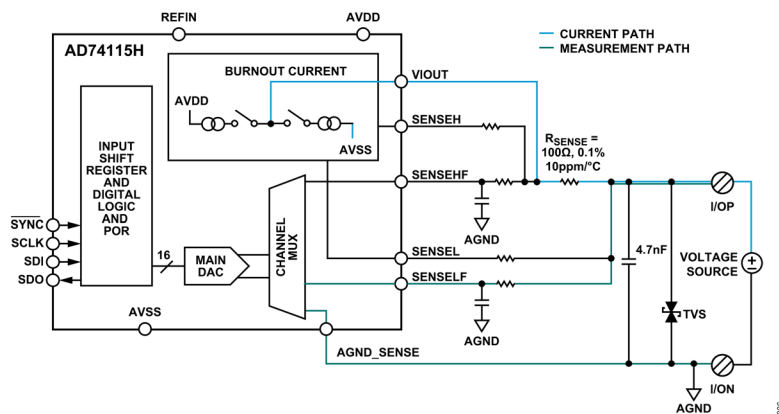 REFIN
AVDD
AD74115H
CURRENT PATH
MEASUREMENT PATH
BURNOUT CURRENT
VIOUT
AVDD
AVSS
SENSEH
INPUT
SHIFT
REGISTER
AND
DIGITAL
LOGIC
AND
POR
RSENSE =
100Ω, 0.1%
10ppm/°C
SENSEHF
I/OP
AGND
SYNC
SCLK
SDI
SDO
16
MAIN
DAC
CHANNEL
MUX
SENSEL
4.7nF
VOLTAGE
SOURCE
SENSELF
TVS
AGND
AVSS
AGND_SENSE
I/ON
AGND